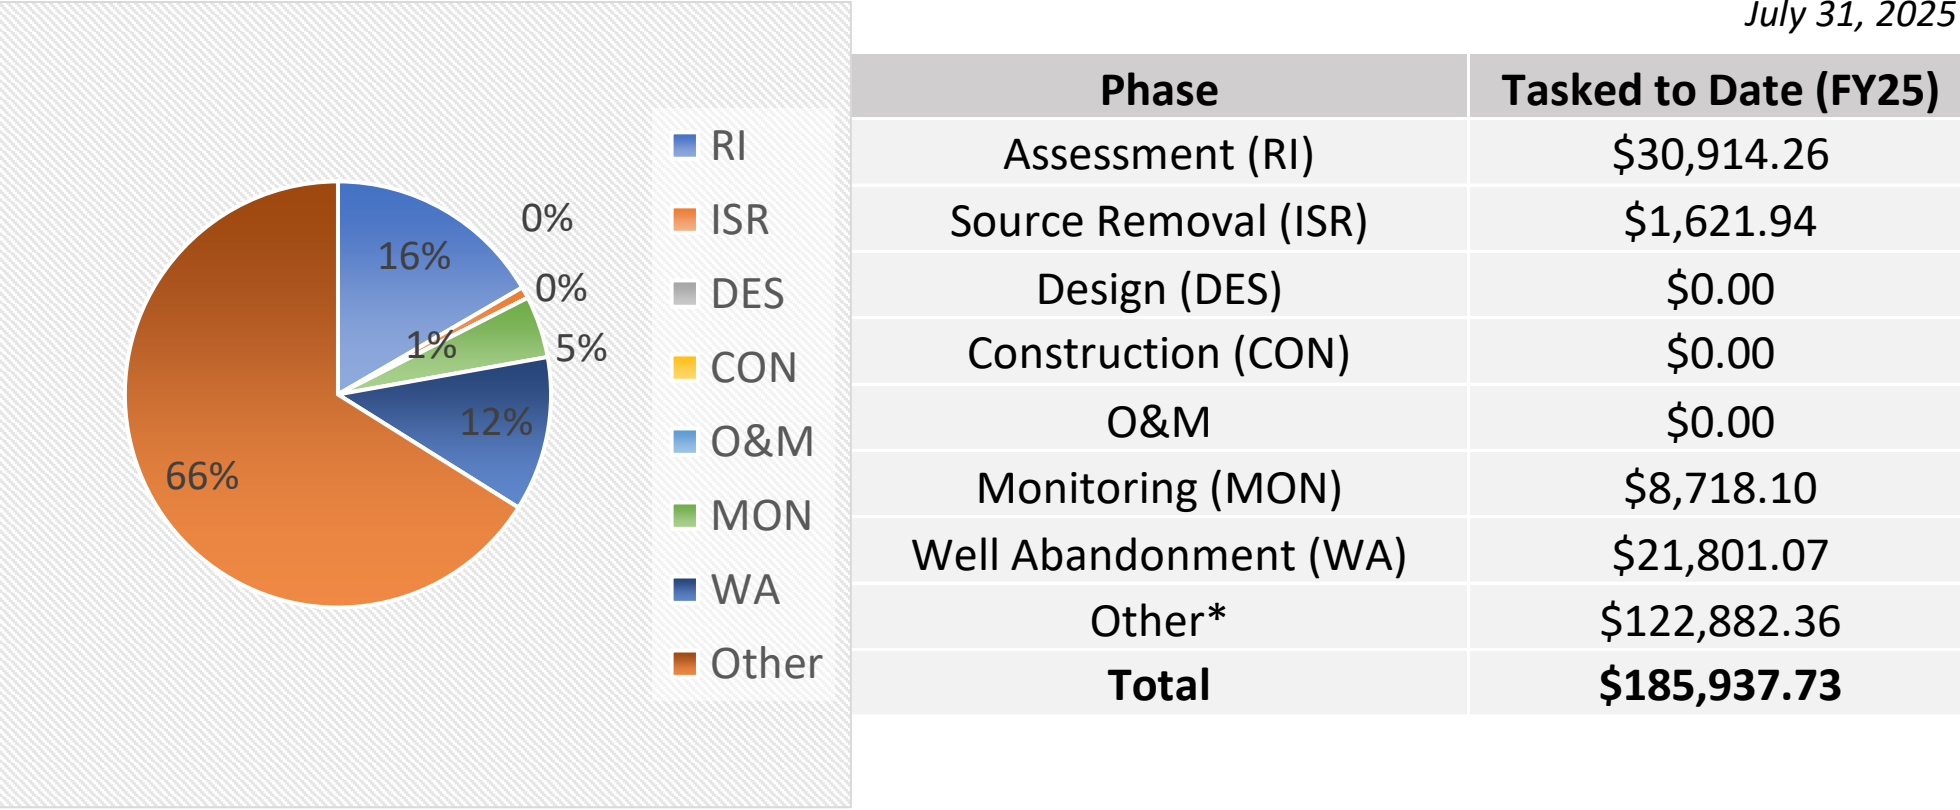 July 31, 2025
16%
0%
0%
1%
5%
12%
66%
RI
ISR
DES
CON
O&M
MON
WA
Other
Phase Tasked to Date (FY25)
Assessment (RI) $30,914.26
Source Removal (ISR) $1,621.94
Design (DES) $0.00
Construction (CON) $0.00
O&M $0.00
Monitoring (MON) $8,718.10
Well Abandonment (WA) $21,801.07
Other* $122,882.36
Total $185,937.73